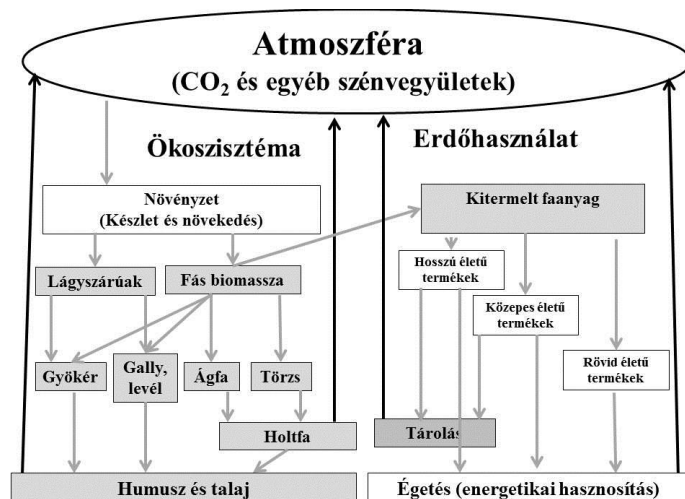 Atmoszféra
(CO₂ és egyéb szénvegyületek)
Ökoszisztéma
Erdőhasználat
Növényzet
(Készlet és növekedés)
Kitermelt faanyag
Lágyszárúak
Fás biomassza
Hosszú életű
termékek
Közepes életű
termékek
Rövid életű
termékek
Gyökér
Gally,
levél
Ágfa
Törzs
Holtfa
Tárolás
Humusz és talaj
Égetés (energetikai hasznosítás)